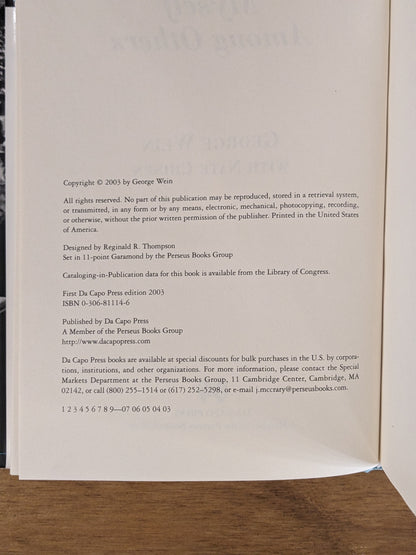 Copyright © 2003 by George Wein
All rights reserved. No part of this publication may be reproduced, stored in a retrieval system,
or transmitted, in any form or by any means, electronic, mechanical, photocopying, recording,
or otherwise, without the prior written permission of the publisher. Printed in the United States
of America.
Designed by Reginald R. Thompson
Set in 11-point Garamond by the Perseus Books Group
Cataloging-in-Publication data for this book is available from the Library of Congress.
First Da Capo Press edition 2003
ISBN 0-306-81114-6
Published by Da Capo Press
A Member of the Perseus Books Group
http://www.dacapopress.com
Da Capo Press books are available at special discounts for bulk purchases in the U.S. by corpora-
tions, institutions, and other organizations. For more information, please contact the Special
Markets Department at the Perseus Books Group, 11 Cambridge Center, Cambridge, MA
02142, or call (800) 255–1514 or (617) 252–5298, or e-mail j.mccrary@perseusbooks.com.
1 2 3 4 5 6 7 8 9—07 06 05 04 03